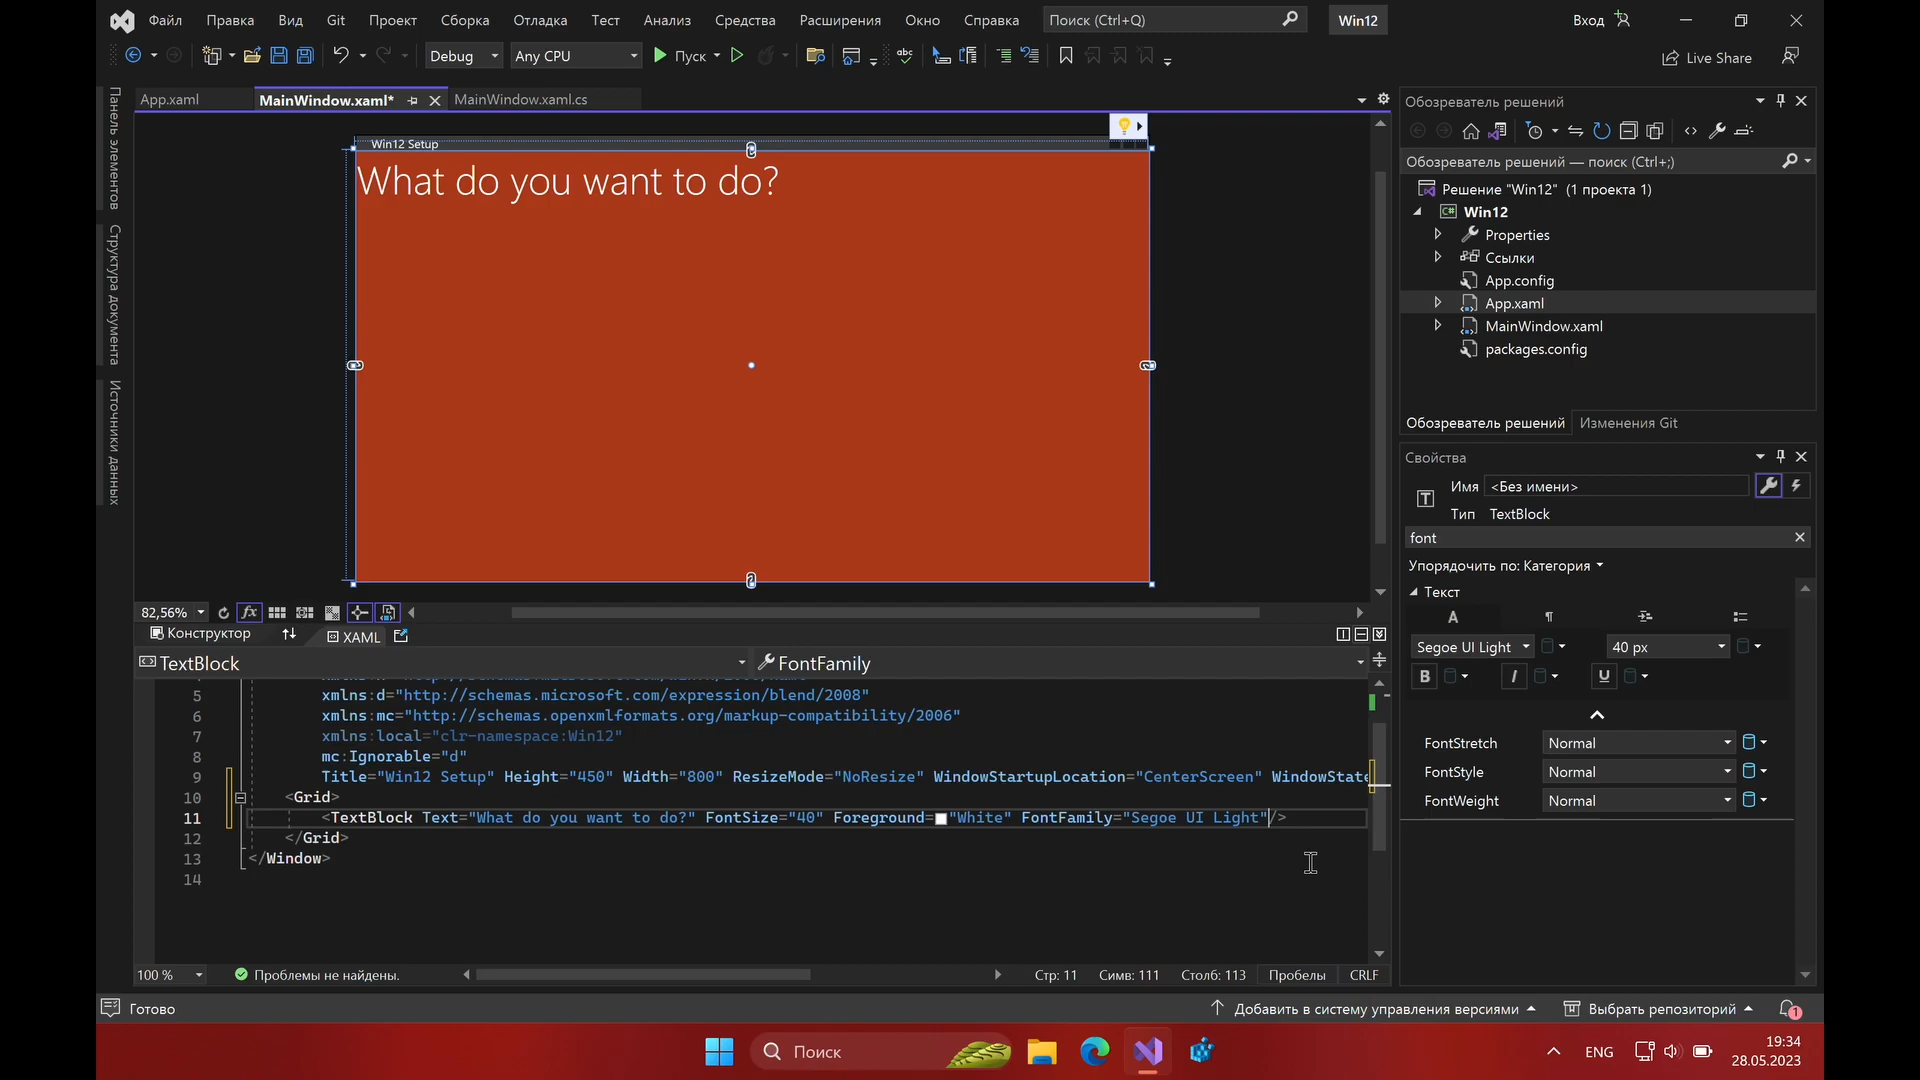 Файл Правка Вид Git Проект Сборка Отладка Тест Анализ Средства Расширения Окно Справка Поиск (Ctrl+Q) Win12 Вход
Debug Any CPU Пуск Live Share
App.xaml MainWindow.xaml* MainWindow.xaml.cs
Панель элементов
Структура документа
Источники данных
Win12 Setup
What do you want to do?
82,56%
Конструктор XAML
TextBlock FontFamily
5 xmlns:d="http://schemas.microsoft.com/expression/blend/2008"
6 xmlns:mc="http://schemas.openxmlformats.org/markup-compatibility/2006"
7 xmlns:local="clr-namespace:Win12"
8 mc:Ignorable="d"
9 Title="Win12 Setup" Height="450" Width="800" ResizeMode="NoResize" WindowStartupLocation="CenterScreen" WindowState
10 <Grid>
11 <TextBlock Text="What do you want to do?" FontSize="40" Foreground="White" FontFamily="Segoe UI Light"/>
12 </Grid>
13 </Window>
14
100 % Проблемы не найдены. Стр: 11 Симв: 111 Столб: 113 Пробелы CRLF
Обозреватель решений
Обозреватель решений — поиск (Ctrl+;)
Решение "Win12" (1 проекта 1)
C# Win12
Properties
Ссылки
App.config
App.xaml
MainWindow.xaml
packages.config
Обозреватель решений Изменения Git
Свойства
Имя <Без имени>
Тип TextBlock
font
Упорядочить по: Категория
Текст
Segoe UI Light 40 px
B I U
FontStretch Normal
FontStyle Normal
FontWeight Normal
Готово Добавить в систему управления версиями Выбрать репозиторий 1
Поиск ENG 19:34
28.05.2023